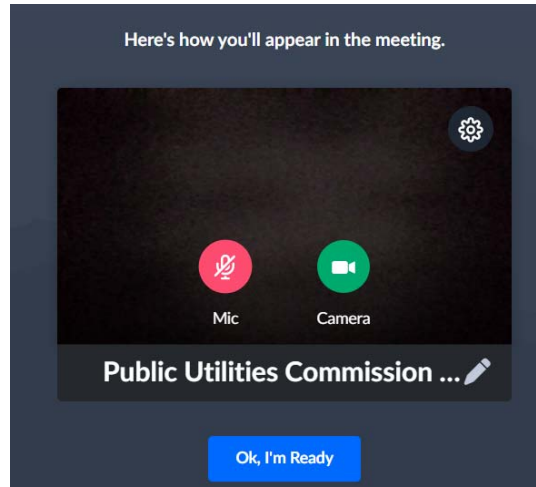 Here's how you'll appear in the meeting.
Mic Camera
Public Utilities Commission ...
Ok, I'm Ready